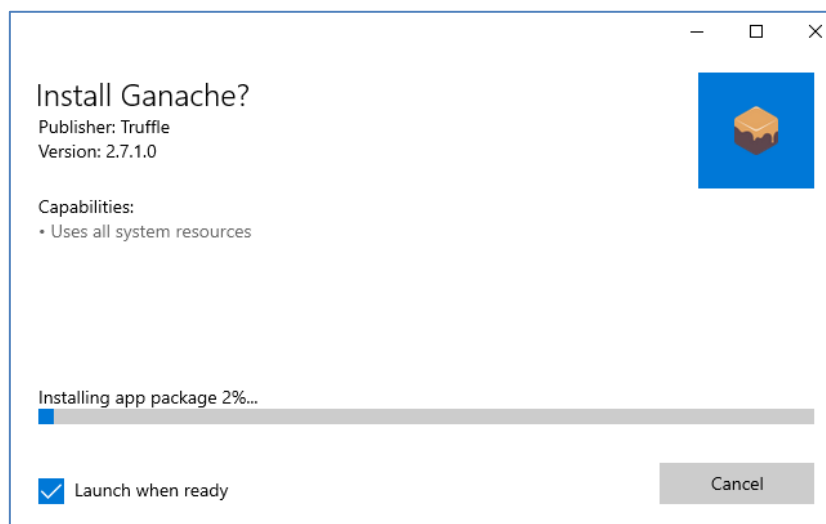 Install Ganache?
Publisher: Truffle
Version: 2.7.1.0
Capabilities:
• Uses all system resources
Installing app package 2%...
Launch when ready
Cancel